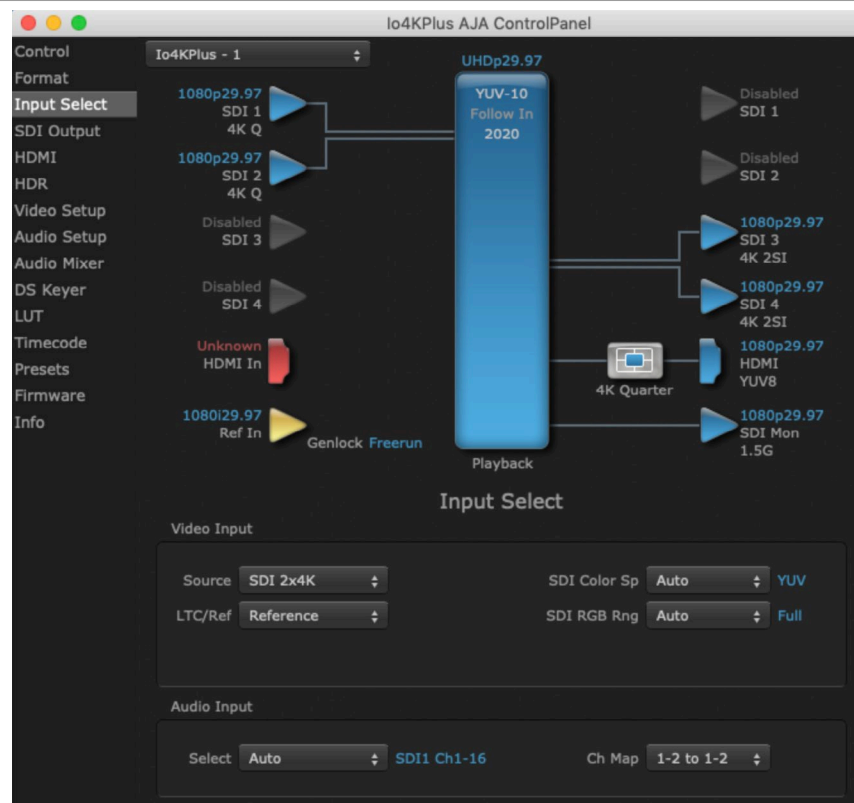 Io4KPlus AJA ControlPanel
Control
Format
Input Select
SDI Output
HDMI
HDR
Video Setup
Audio Setup
Audio Mixer
DS Keyer
LUT
Timecode
Presets
Firmware
Info
Io4KPlus - 1
1080p29.97
SDI 1
4K Q
1080p29.97
SDI 2
4K Q
Disabled
SDI 3
Disabled
SDI 4
Unknown
HDMI In
1080i29.97
Ref In
Genlock Freerun
UHDp29.97
YUV-10
Follow In
2020
Playback
Disabled
SDI 1
Disabled
SDI 2
1080p29.97
SDI 3
4K 2SI
1080p29.97
SDI 4
4K 2SI
4K Quarter
1080p29.97
HDMI
YUV8
1080p29.97
SDI Mon
1.5G
Input Select
Video Input
Source SDI 2x4K SDI Color Sp Auto YUV
LTC/Ref Reference SDI RGB Rng Auto Full
Audio Input
Select Auto SDI1 Ch1-16 Ch Map 1-2 to 1-2